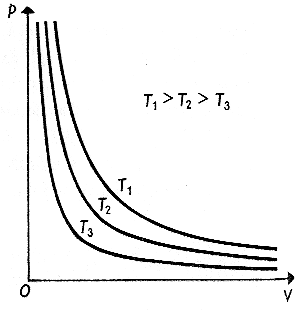 P
T₁ > T₂ > T₃
T₁
T₂
T₃
O
V